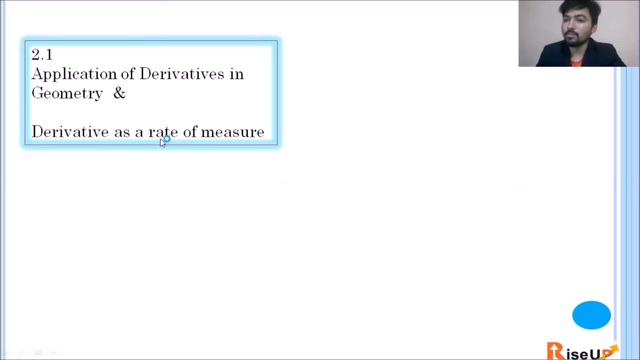 2.1
Application of Derivatives in
Geometry &
Derivative as a rate of measure
RiseUP